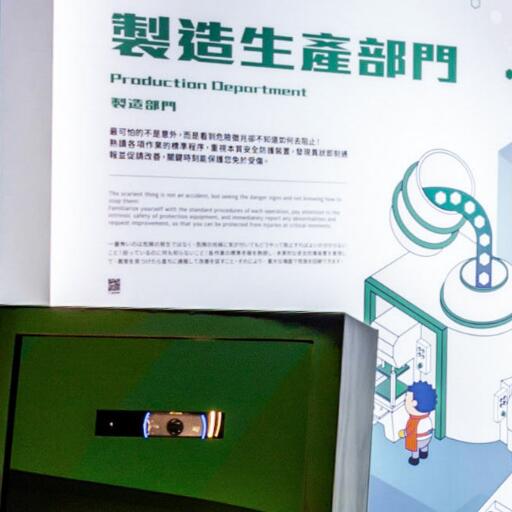 製造生產部門
Production Department
製造部門
最可怕的不是意外，而是看到危險徵兆卻不知道如何去阻止！
熟讀各項作業的標準程序，重視本質安全防護裝置，發現異狀即刻通
報並促請改善，關鍵時刻能保護您免於受傷。
The scariest thing is not an accident, but seeing the danger signs and not knowing how to
stop them!
Familiarize yourself with the standard procedures of each operation, pay attention to the
intrinsic safety of protective equipment, and immediately report any abnormalities and
request improvement, so that you can be protected from injuries at critical moments.